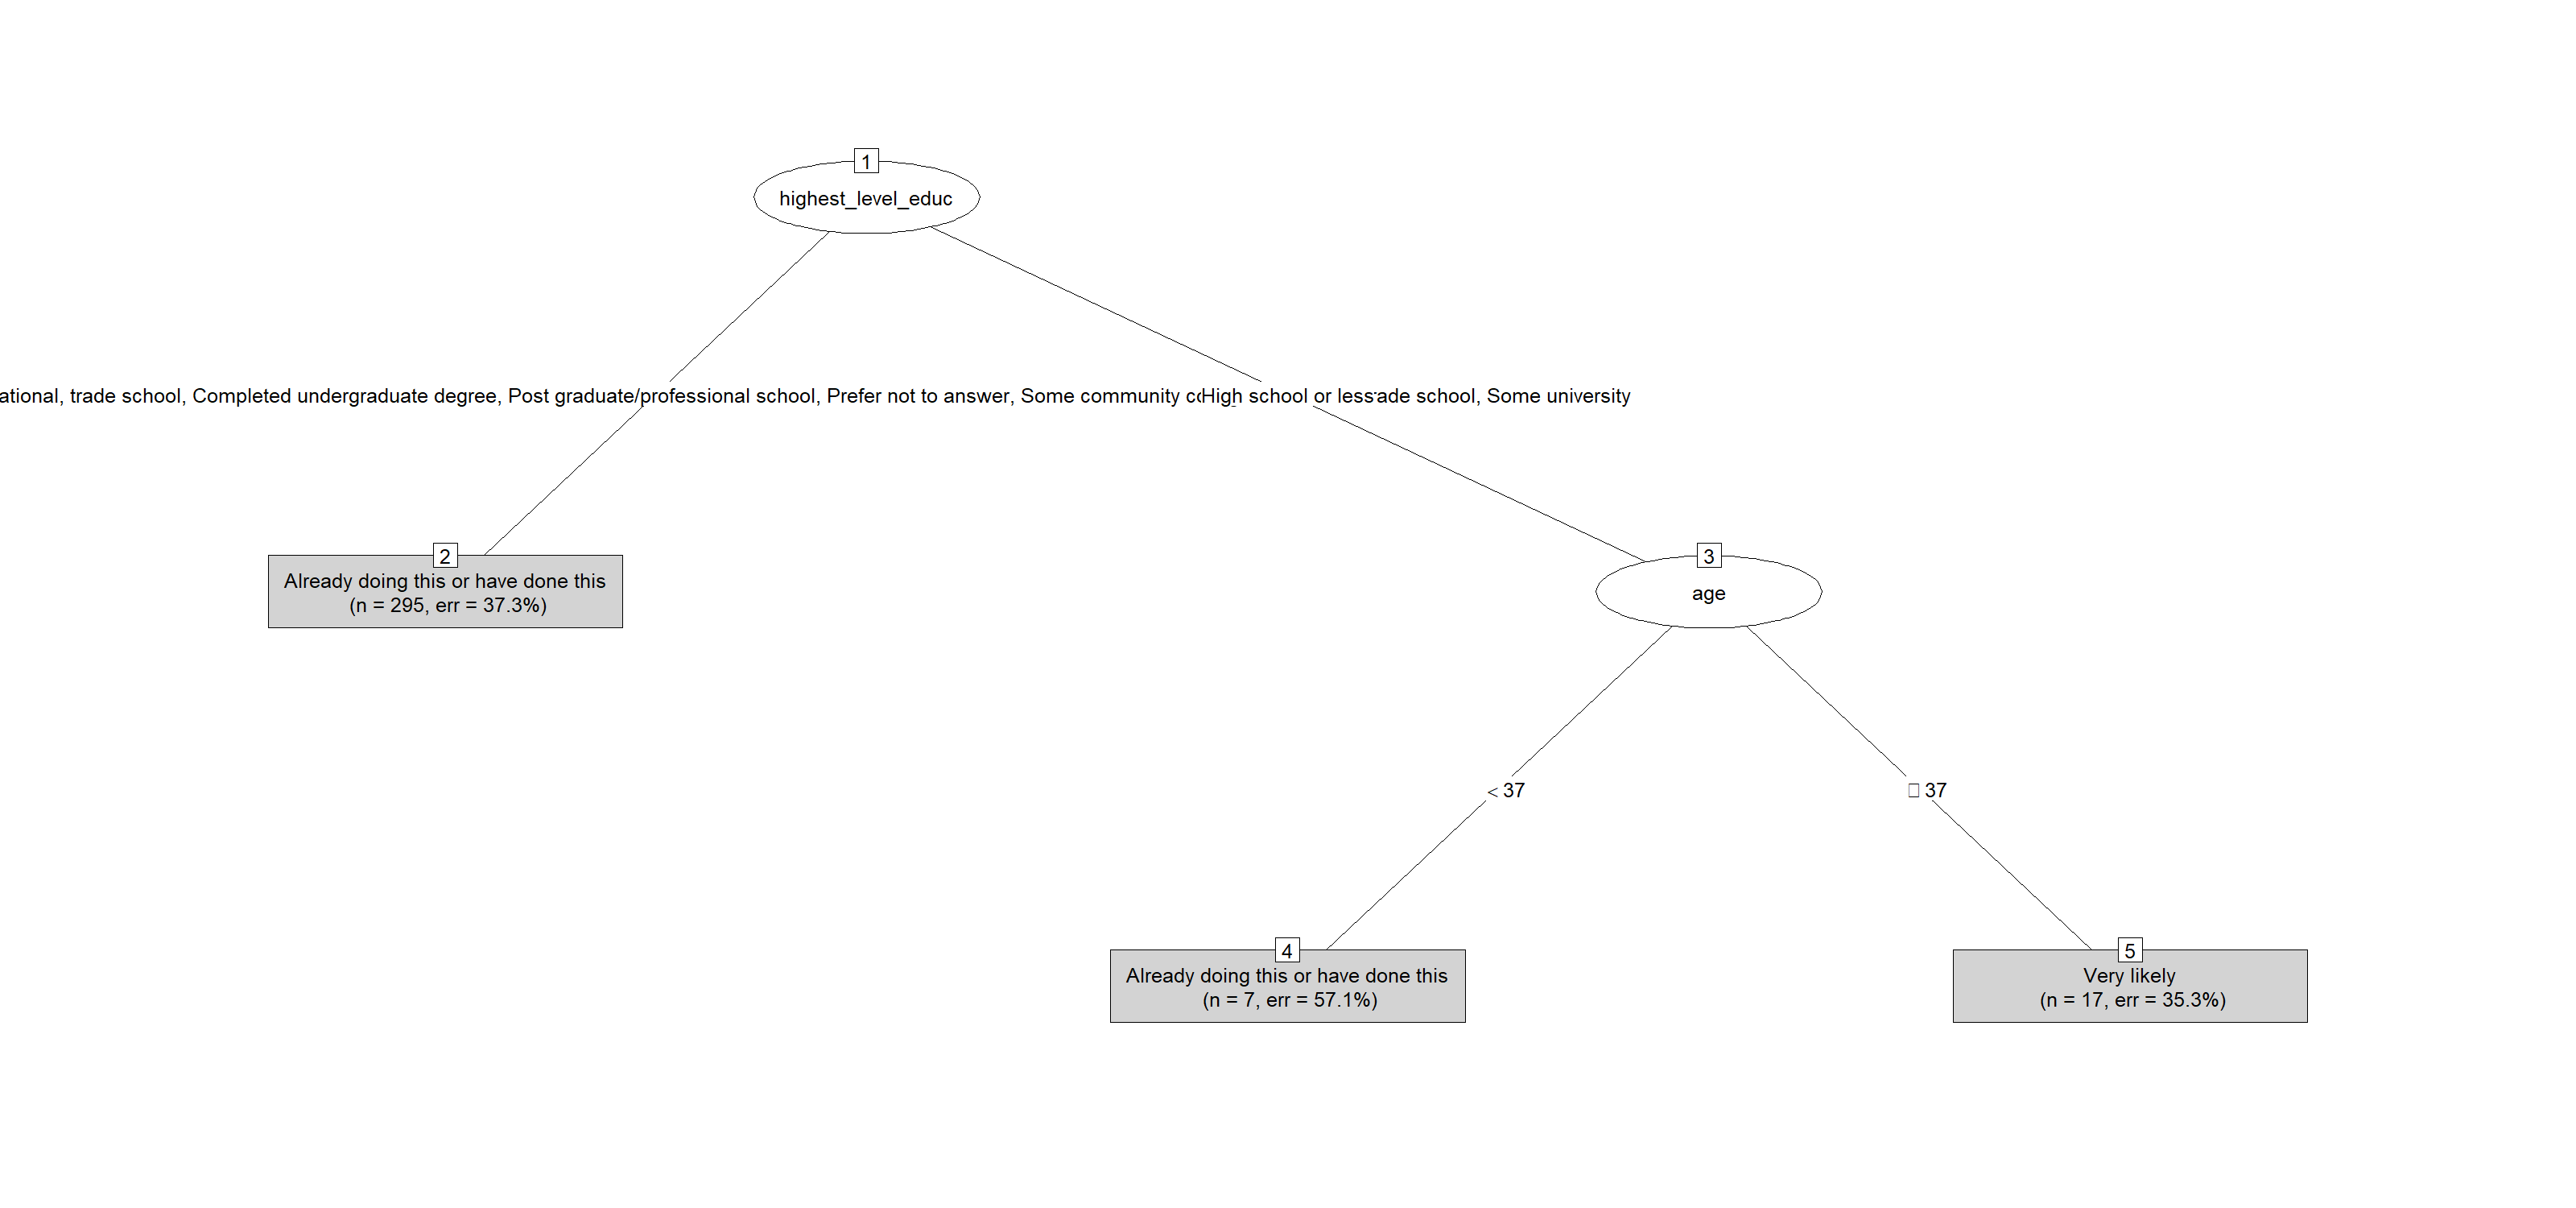 1
highest_level_educ
ational, trade school, Completed undergraduate degree, Post graduate/professional school, Prefer not to answer, Some community
High school or less
ade school, Some university
2
Already doing this or have done this
(n = 295, err = 37.3%)
3
age
< 37
37
4
Already doing this or have done this
(n = 7, err = 57.1%)
5
Very likely
(n = 17, err = 35.3%)